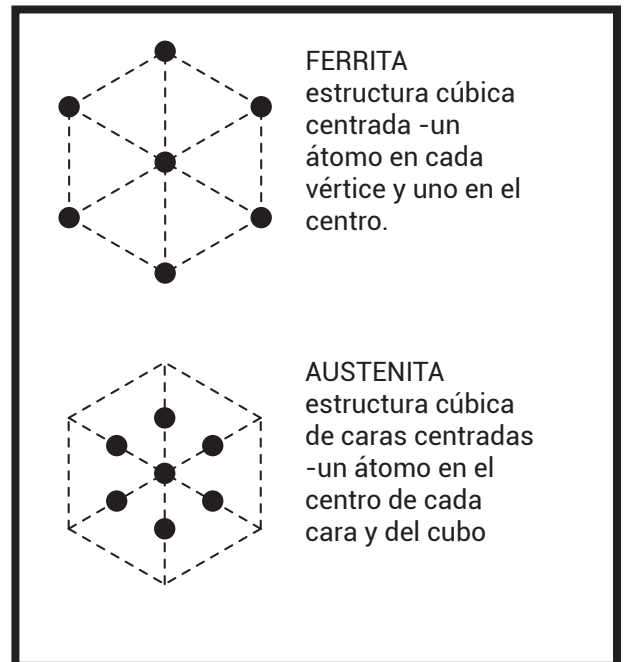 FERRITA
estructura cúbica
centrada -un
átomo en cada
vértice y uno en el
centro.
AUSTENITA
estructura cúbica
de caras centradas
-un átomo en el
centro de cada
cara y del cubo